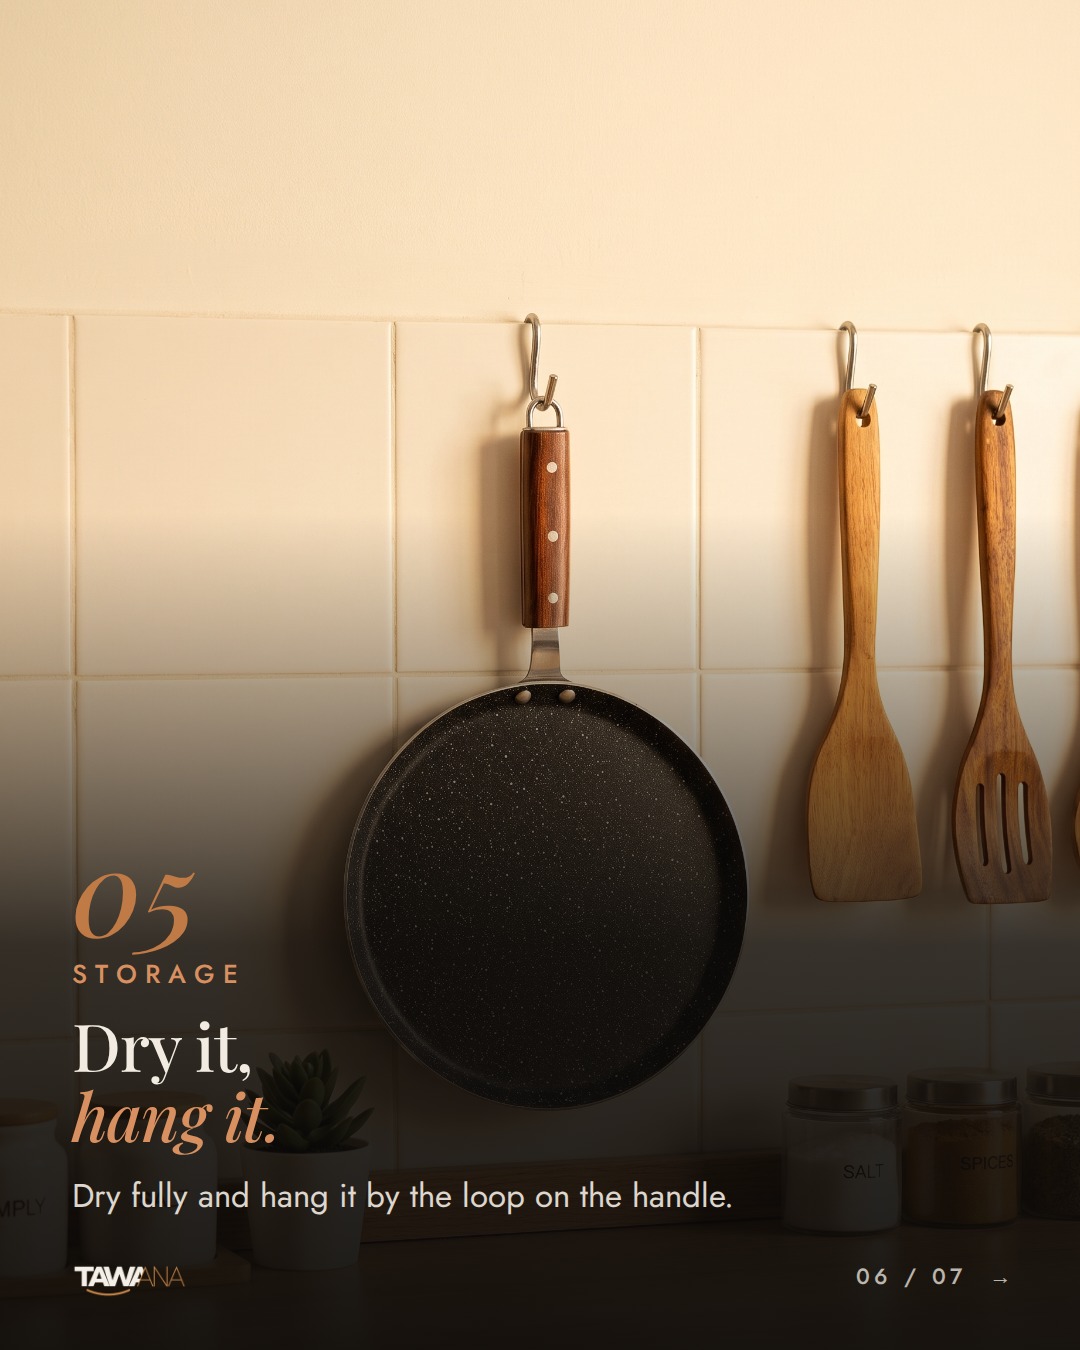 05
STORAGE
Dry it,
hang it.
Dry fully and hang it by the loop on the handle.
MPLY
SALT
SPICES
TAWAANA
06 / 07 →